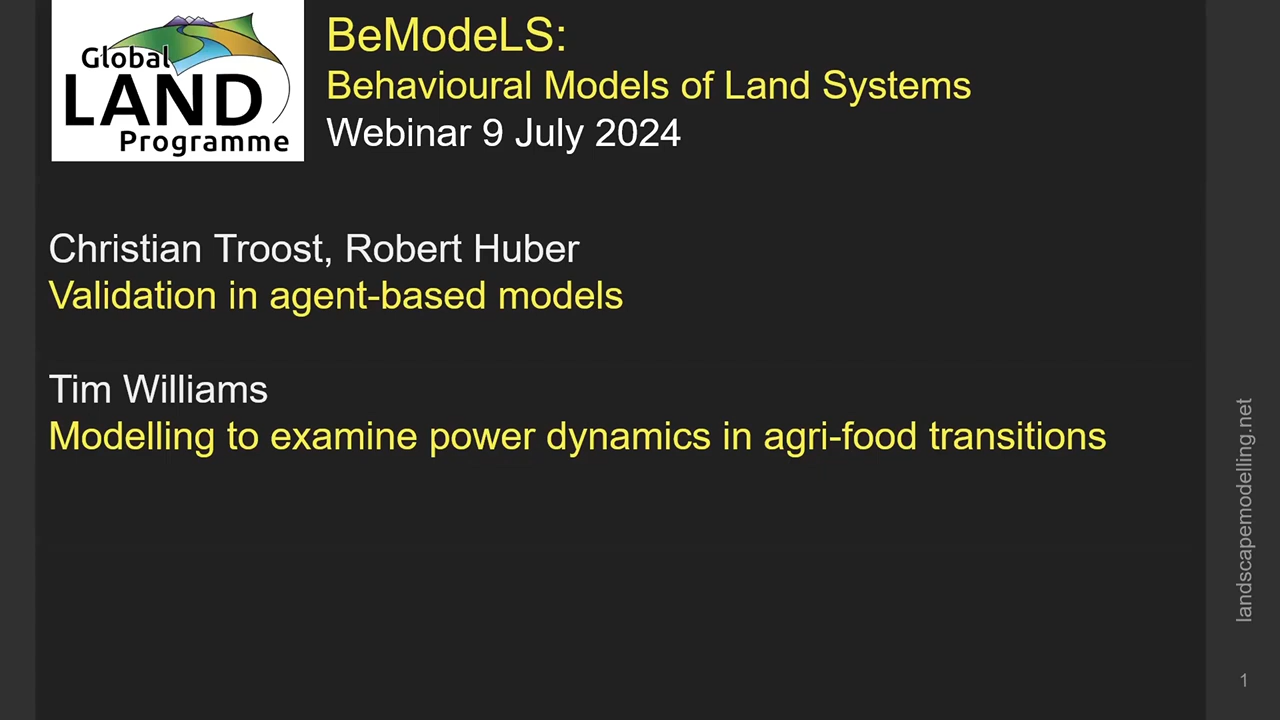 Global
LAND
Programme
BeModeLS:
Behavioural Models of Land Systems
Webinar 9 July 2024
Christian Troost, Robert Huber
Validation in agent-based models
Tim Williams
Modelling to examine power dynamics in agri-food transitions
landscapemodelling.net
1